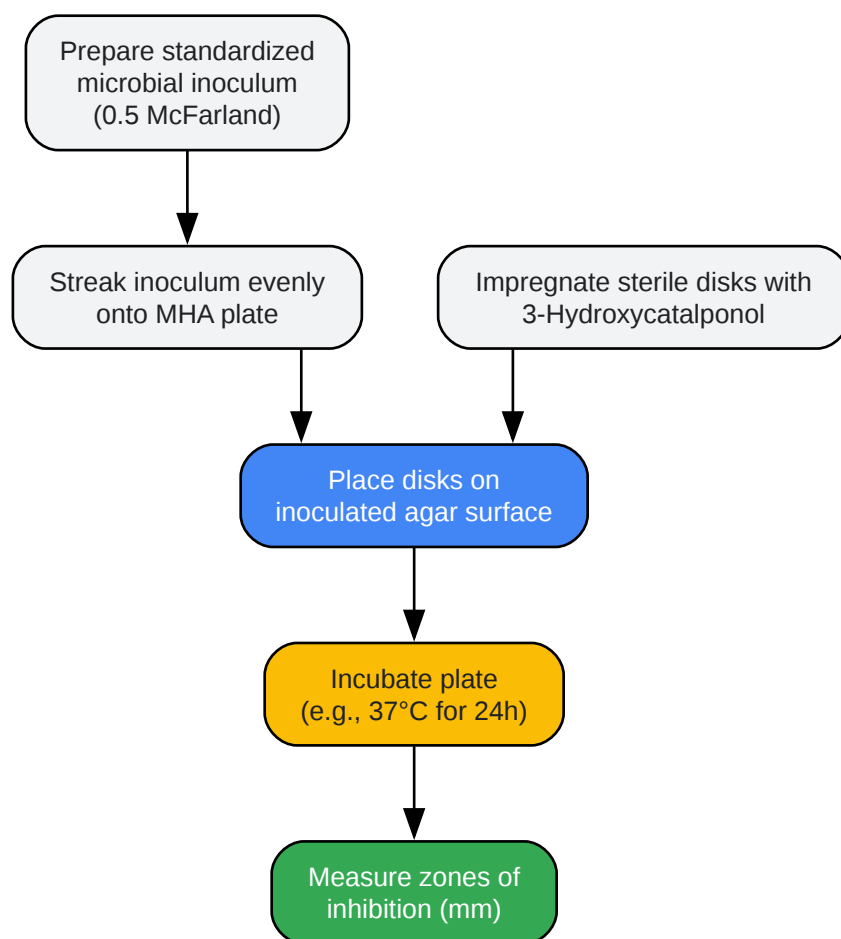 Prepare standardized
microbial inoculum
(0.5 McFarland)
Streak inoculum evenly
onto MHA plate
Impregnate sterile disks with
3-Hydroxycatalponol
Place disks on
inoculated agar surface
Incubate plate
(e.g., 37°C for 24h)
Measure zones of
inhibition (mm)